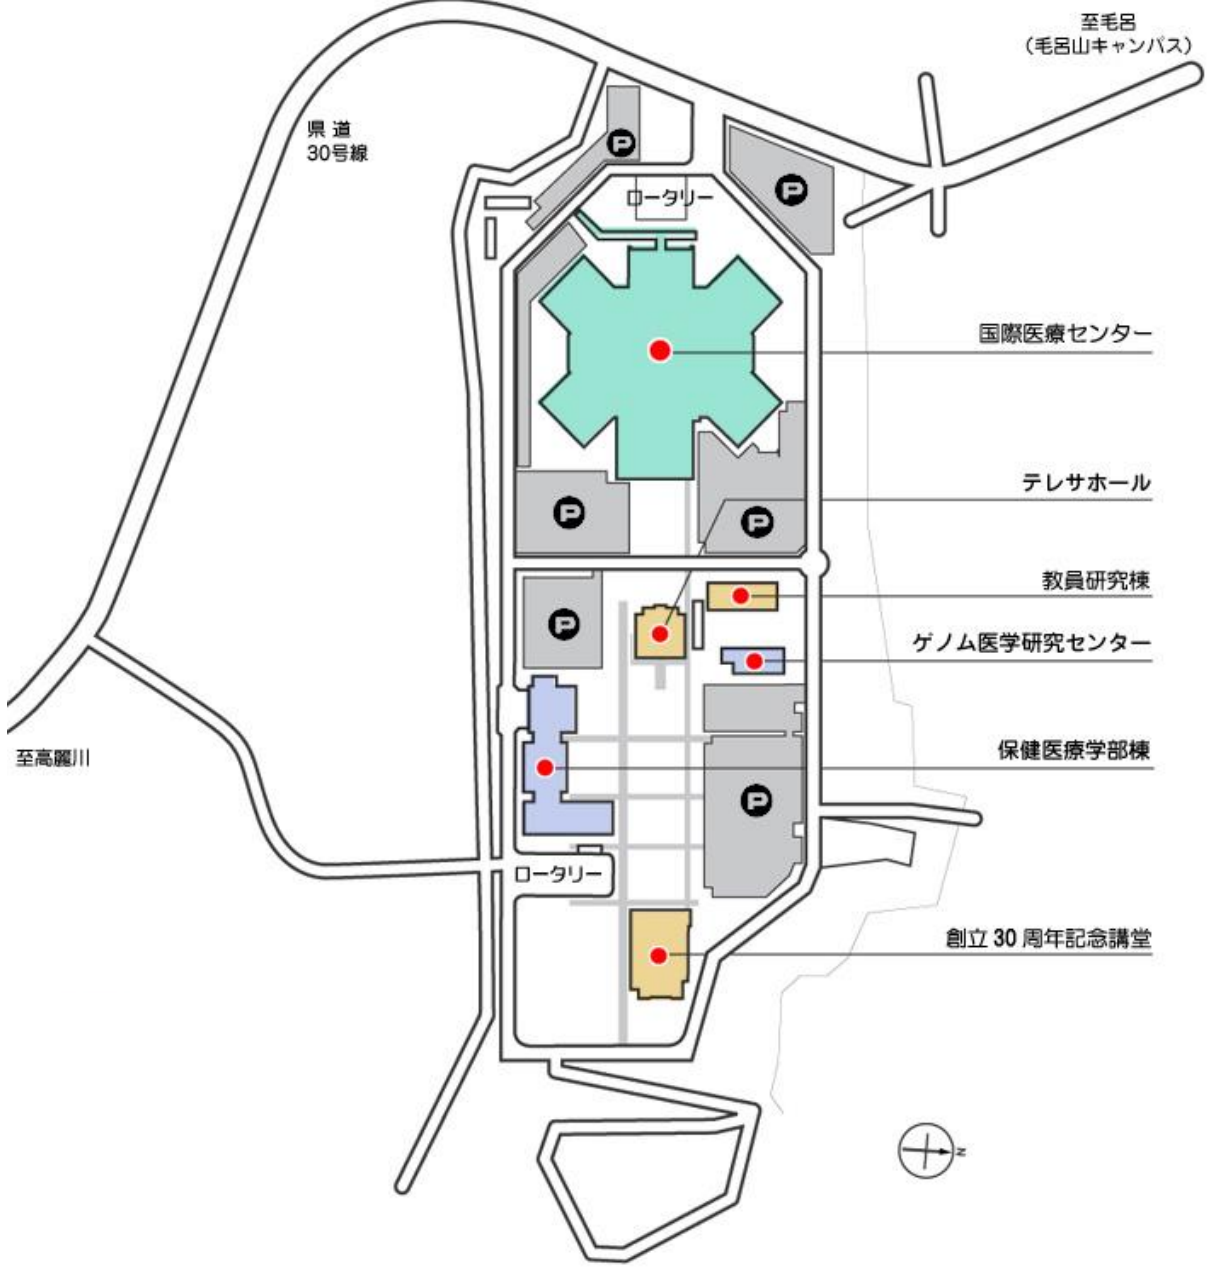 至毛呂
(毛呂山キャンパス)
県道
30号線
P
P
ロータリー
国際医療センター
テレサホール
P
P
教員研究棟
P
ゲノム医学研究センター
保健医療学部棟
至高麗川
P
ロータリー
創立30周年記念講堂
N